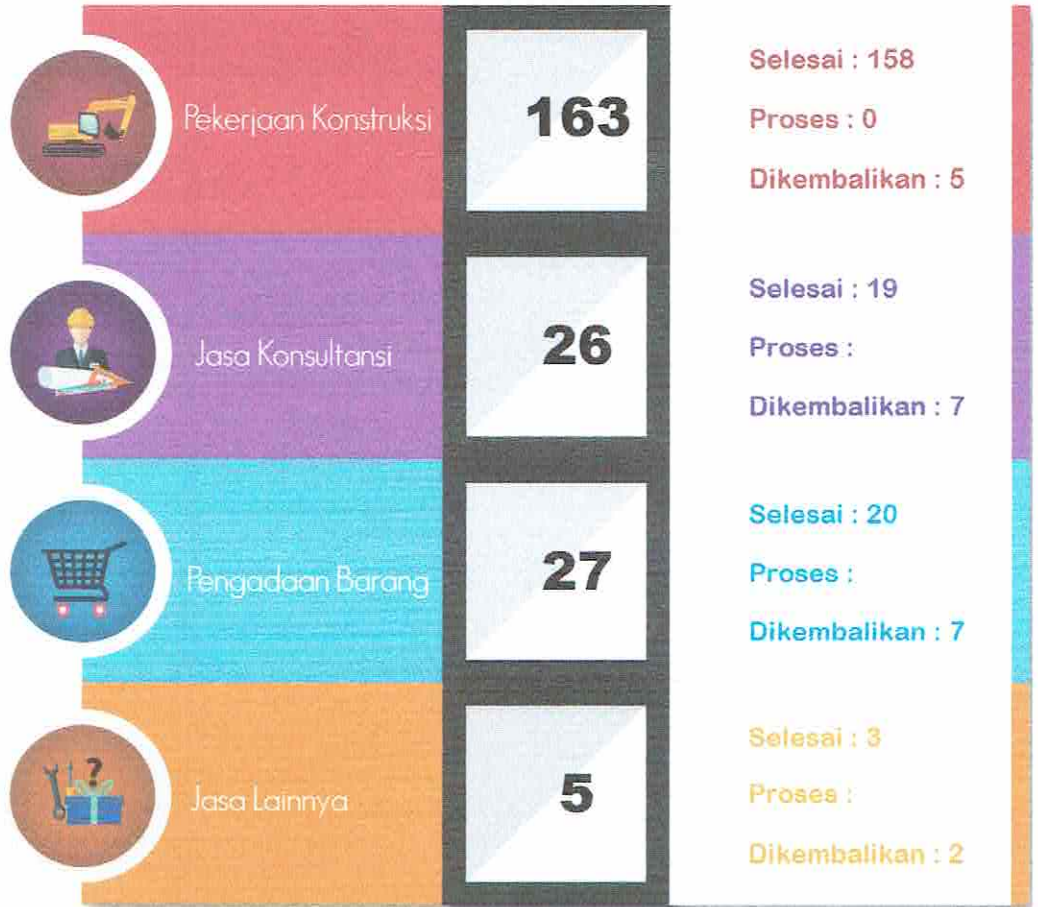 Pekerjaan Konstruksi
163
Selesai : 158
Proses : 0
Dikembalikan : 5
Jasa Konsultansi
26
Selesai : 19
Proses :
Dikembalikan : 7
Pengadaan Barang
27
Selesai : 20
Proses :
Dikembalikan : 7
?
Jasa Lainnya
5
Selesai : 3
Proses :
Dikembalikan : 2